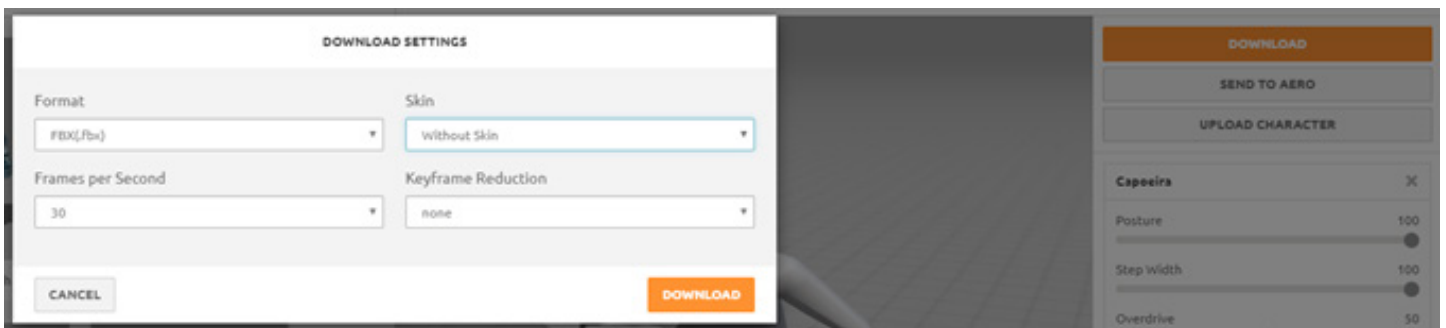 DOWNLOAD SETTINGS
Format
Skin
FBX(.fbx)
Without Skin
Frames per Second
Keyframe Reduction
30
none
CANCEL
DOWNLOAD
DOWNLOAD
SEND TO AERO
UPLOAD CHARACTER
Capoeira
Posture 100
Step Width 100
Overdrive 50